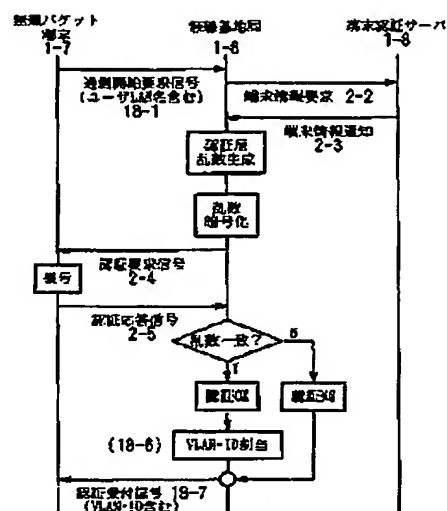 無線パケット
端末
1-7
無線基地局
1-6
端末認証サーバ
1-8
通信開始要求信号
(ユーザLAN名含む)
18-1
端末情報要求 2-2
端末情報通知
2-3
認証用
乱数生成
乱数
暗号化
認証要求信号
2-4
復号
認証応答信号
2-5
乱数一致?
認証OK
認証NG
(18-6)
VLAN-ID割当
認証受付信号 18-7
(VLAN-ID含む)